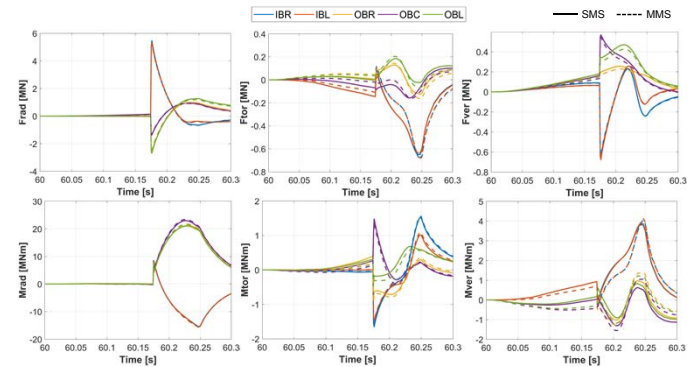 IBR IBL OBR OBC OBL SMS MMS
Frad [MN]
6
4
2
0
-2
4
60 60.05 60.1 60.15 60.2 60.25 60.3
Time [s]
Ftor [MN]
0.4
0.2
0
-0.2
-0.4
-0.6
-0.8
60 60.05 60.1 60.15 60.2 60.25 60.3
Time [s]
Fver [MN]
0.4
0.2
0
-0.2
-0.4
-0.6
-0.8
60 60.05 60.1 60.15 60.2 60.25 60.3
Time [s]
Mrad [MNm]
30
20
10
0
-10
-20
60 60.05 60.1 60.15 60.2 60.25 60.3
Time [s]
Mtor [MNm]
2
1
0
-1
-2
60 60.05 60.1 60.15 60.2 60.25 60.3
Time [s]
Mver [MNm]
5
4
3
2
1
0
-1
-2
60 60.05 60.1 60.15 60.2 60.25 60.3
Time [s]